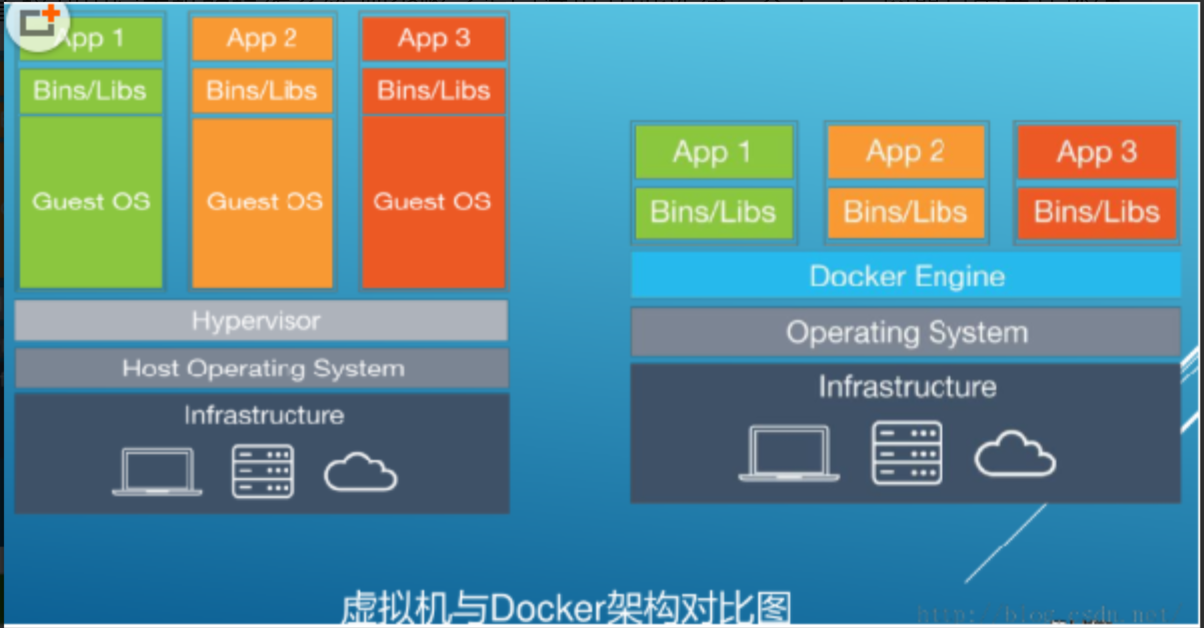 App 1
App 2
App 3
Bins/Libs
Bins/Libs
Bins/Libs
Guest OS
Guest OS
Guest OS
Hypervisor
Host Operating System
Infrastructure
App 1
App 2
App 3
Bins/Libs
Bins/Libs
Bins/Libs
Docker Engine
Operating System
Infrastructure
虚拟机与Docker架构对比图
http://blog.csdn.net/